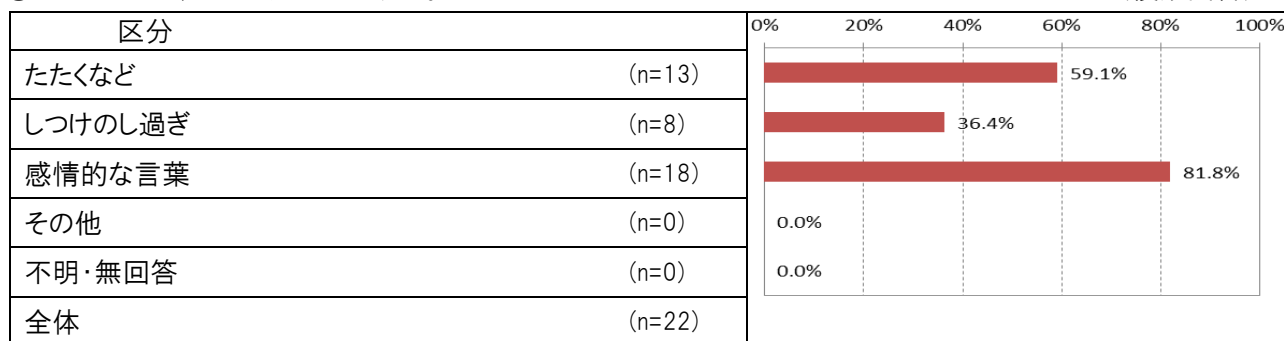 区分 0% 20% 40% 60% 80% 100%
たたくなど (n=13) 59.1%
しつけのし過ぎ (n=8) 36.4%
感情的な言葉 (n=18) 81.8%
その他 (n=0) 0.0%
不明・無回答 (n=0) 0.0%
全体 (n=22)